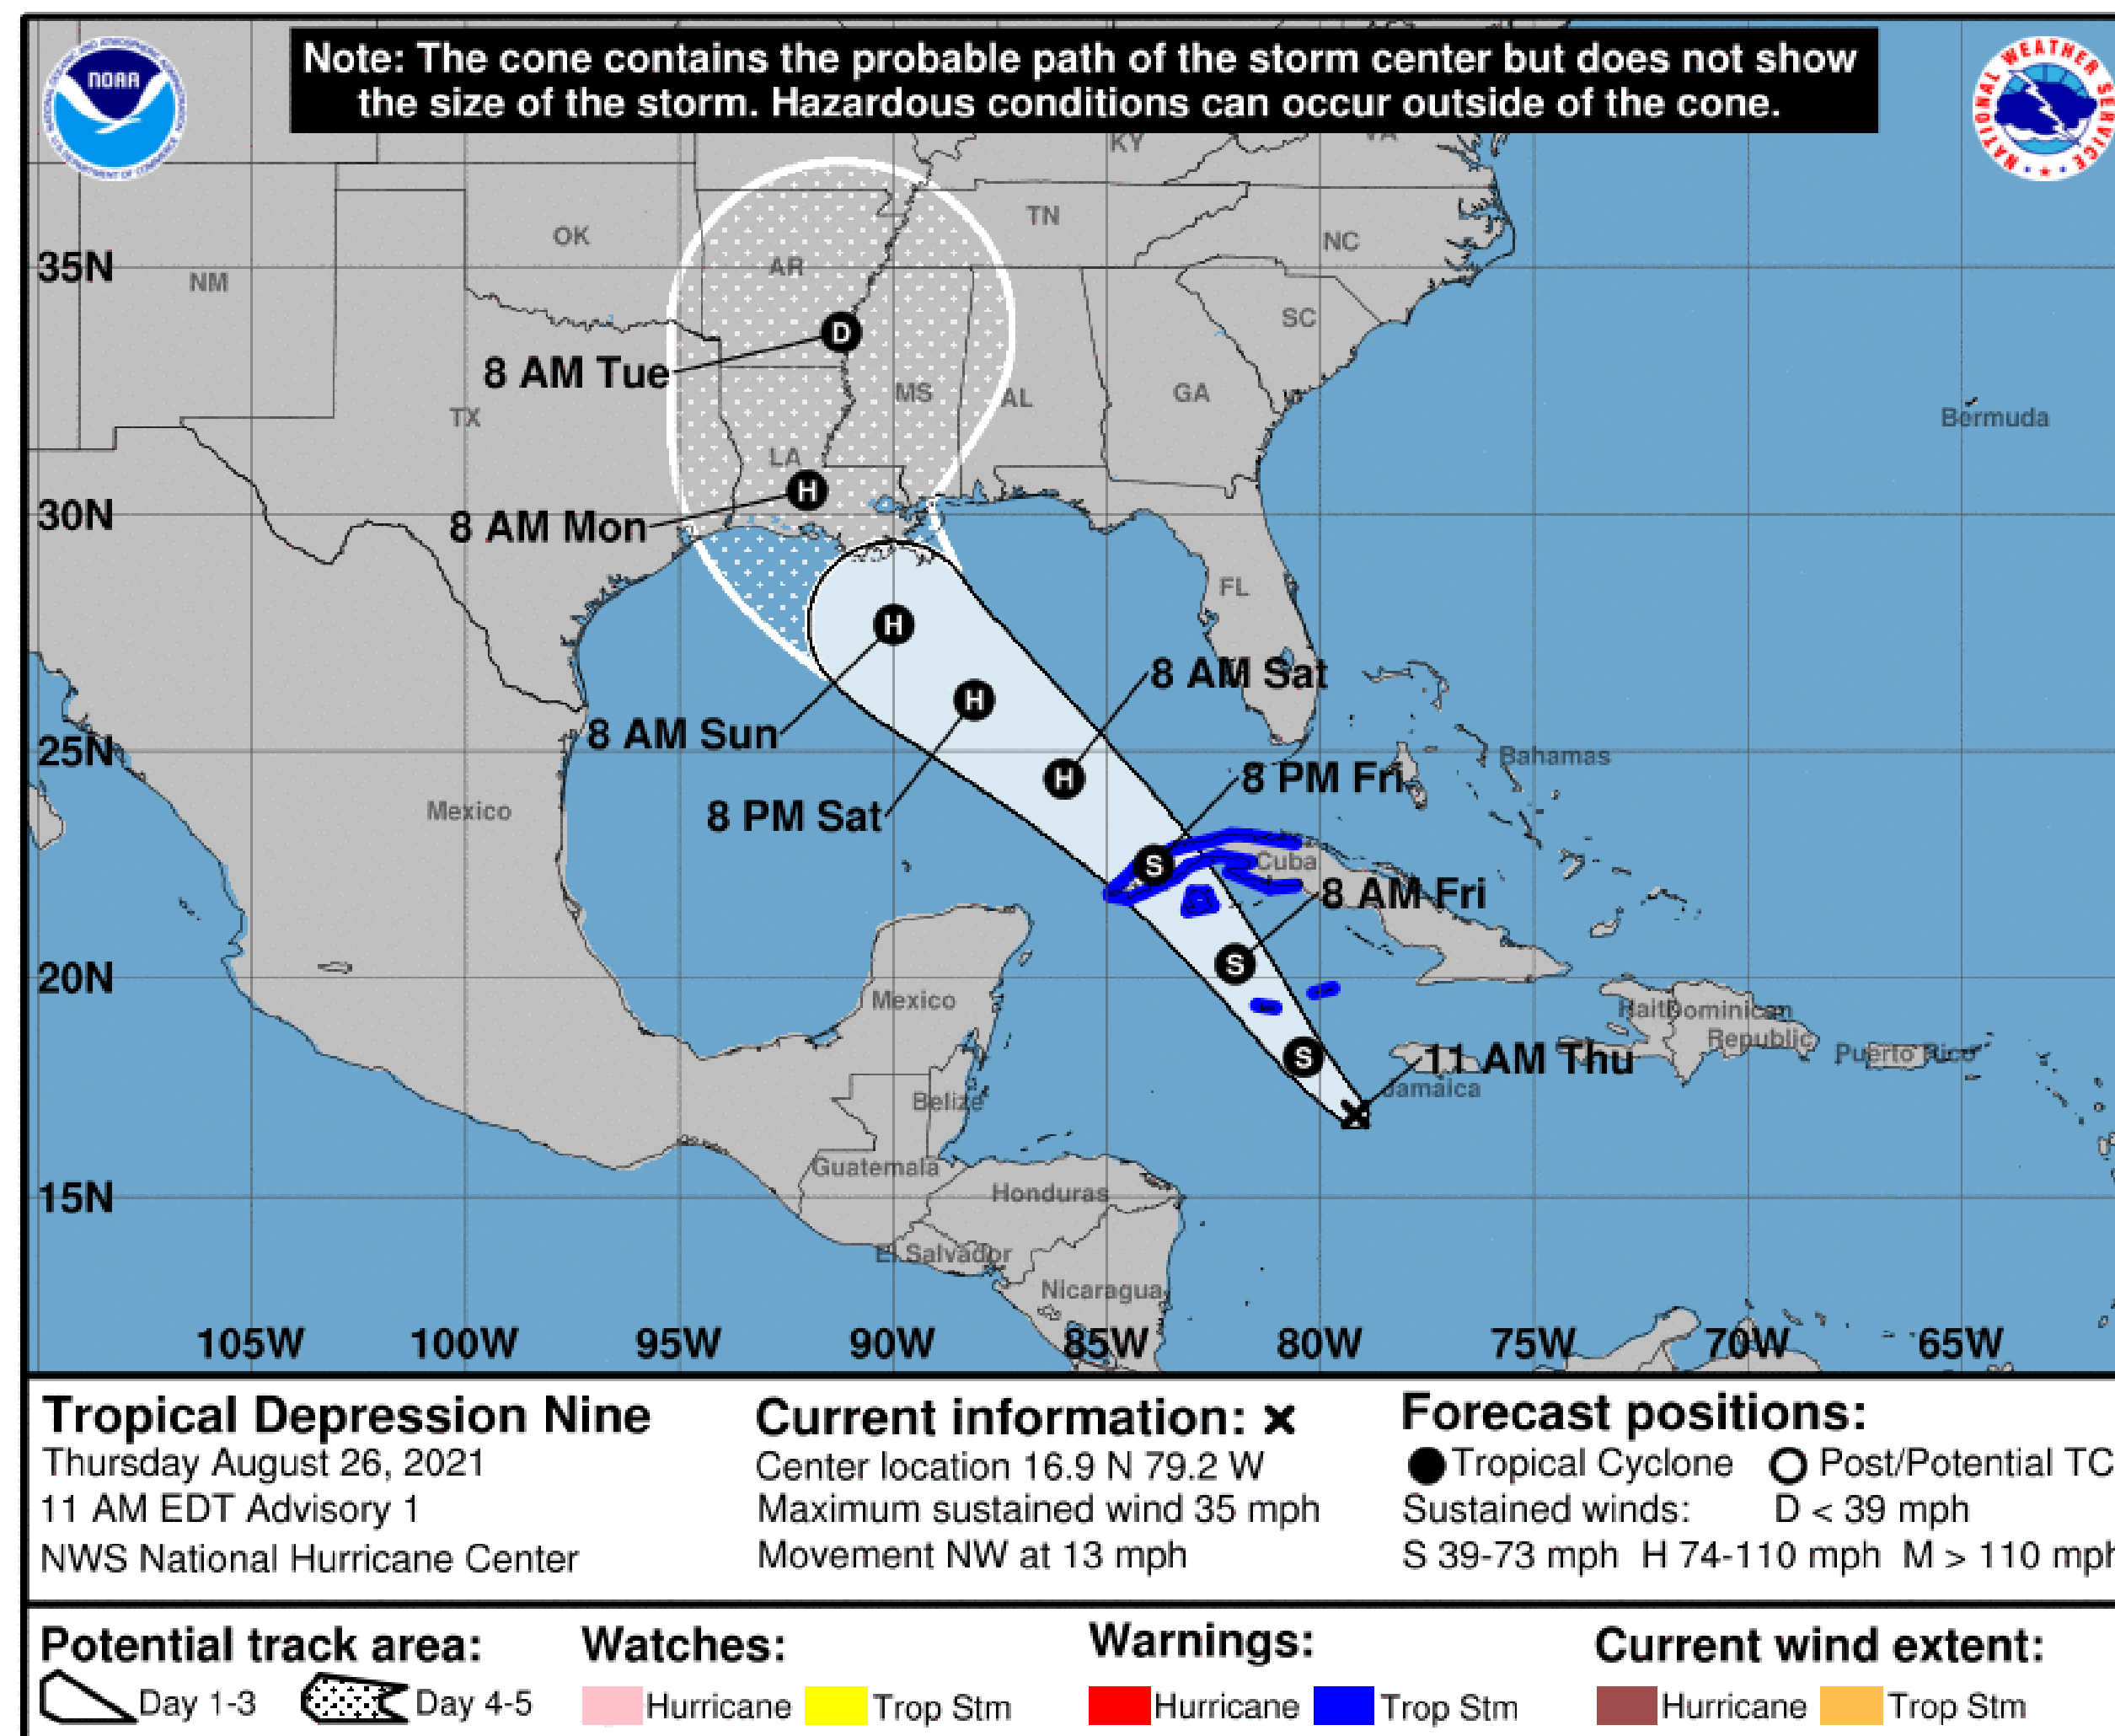 Note: The cone contains the probable path of the storm center but does not show
the size of the storm. Hazardous conditions can occur outside of the cone.
NOAA
NATIONAL WEATHER SERVICE
KY
VA
TN
OK
NC
35N
NM
AR
SC
D
8 AM Tue
MS
AL
GA
TX
Bermuda
LA
H
30N
8 AM Mon
FL
H
8 AM Sat
H
8 AM Sun
25N
Bahamas
H
8 PM Fri
Mexico
8 PM Sat
S
Cuba
8 AM Fri
S
20N
Mexico
Haiti
Dominican
Republic
S
11 AM Thu
Puerto Rico
Jamaica
Belize
Guatemala
15N
Honduras
El Salvador
Nicaragua
105W 100W 95W 90W 85W 80W 75W 70W 65W
Tropical Depression Nine
Thursday August 26, 2021
11 AM EDT Advisory 1
NWS National Hurricane Center
Current information: x
Center location 16.9 N 79.2 W
Maximum sustained wind 35 mph
Movement NW at 13 mph
Forecast positions:
Tropical Cyclone Post/Potential TC
Sustained winds: D < 39 mph
S 39-73 mph H 74-110 mph M > 110 mph
Potential track area:
Day 1-3 Day 4-5
Watches:
Hurricane Trop Stm
Warnings:
Hurricane Trop Stm
Current wind extent:
Hurricane Trop Stm